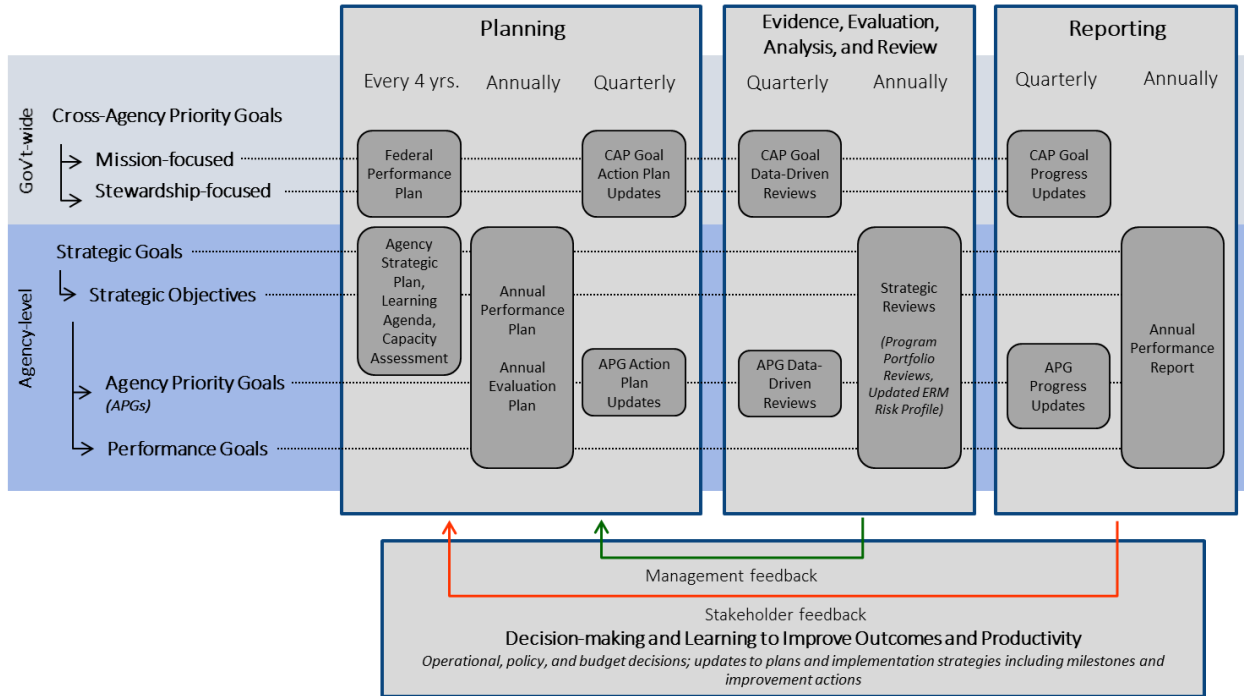 Planning
Evidence, Evaluation,
Analysis, and Review
Reporting
Every 4 yrs.
Annually
Quarterly
Quarterly
Annually
Quarterly
Annually
Gov't-wide
Cross-Agency Priority Goals
Mission-focused
Stewardship-focused
Federal
Performance
Plan
CAP Goal
Action Plan
Updates
CAP Goal
Data-Driven
Reviews
CAP Goal
Progress
Updates
Agency-level
Strategic Goals
Strategic Objectives
Agency Priority Goals
(APGs)
Performance Goals
Agency
Strategic
Plan,
Learning
Agenda,
Capacity
Assessment
Annual
Performance
Plan
Annual
Evaluation
Plan
APG Action
Plan
Updates
APG Data-
Driven
Reviews
Strategic
Reviews
(Program
Portfolio
Reviews,
Updated ERM
Risk Profile)
APG
Progress
Updates
Annual
Performance
Report
Management feedback
Stakeholder feedback
Decision-making and Learning to Improve Outcomes and Productivity
Operational, policy, and budget decisions; updates to plans and implementation strategies including milestones and
improvement actions